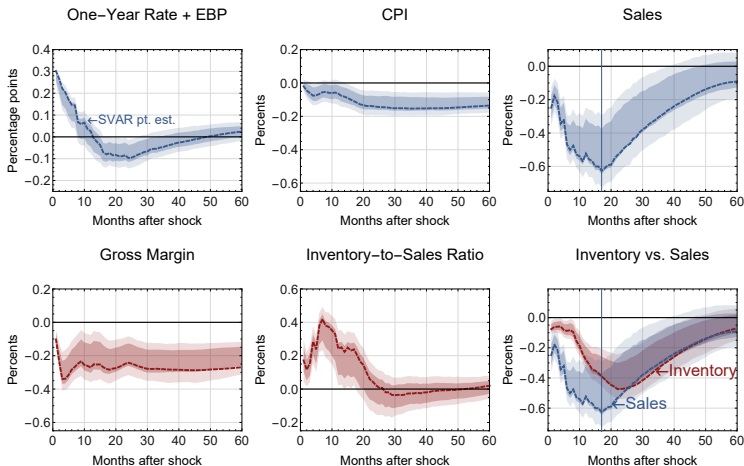 One−Year Rate + EBP
CPI
Sales
Percentage points
0.4
0.3
0.2
0.1
0.0
−0.1
−0.2
←SVAR pt. est.
0 10 20 30 40 50 60
Months after shock
Percents
0.2
−0.0
−0.2
−0.4
−0.6
0 10 20 30 40 50 60
Months after shock
Percents
0.0
−0.2
−0.4
−0.6
0 10 20 30 40 50 60
Months after shock
Gross Margin
Inventory−to−Sales Ratio
Inventory vs. Sales
Percents
0.2
0.0
−0.2
−0.4
−0.6
0 10 20 30 40 50 60
Months after shock
Percents
0.6
0.4
0.2
0.0
−0.2
0 10 20 30 40 50 60
Months after shock
Percents
0.0
−0.2
−0.4
−0.6
←Inventory
←Sales
0 10 20 30 40 50 60
Months after shock